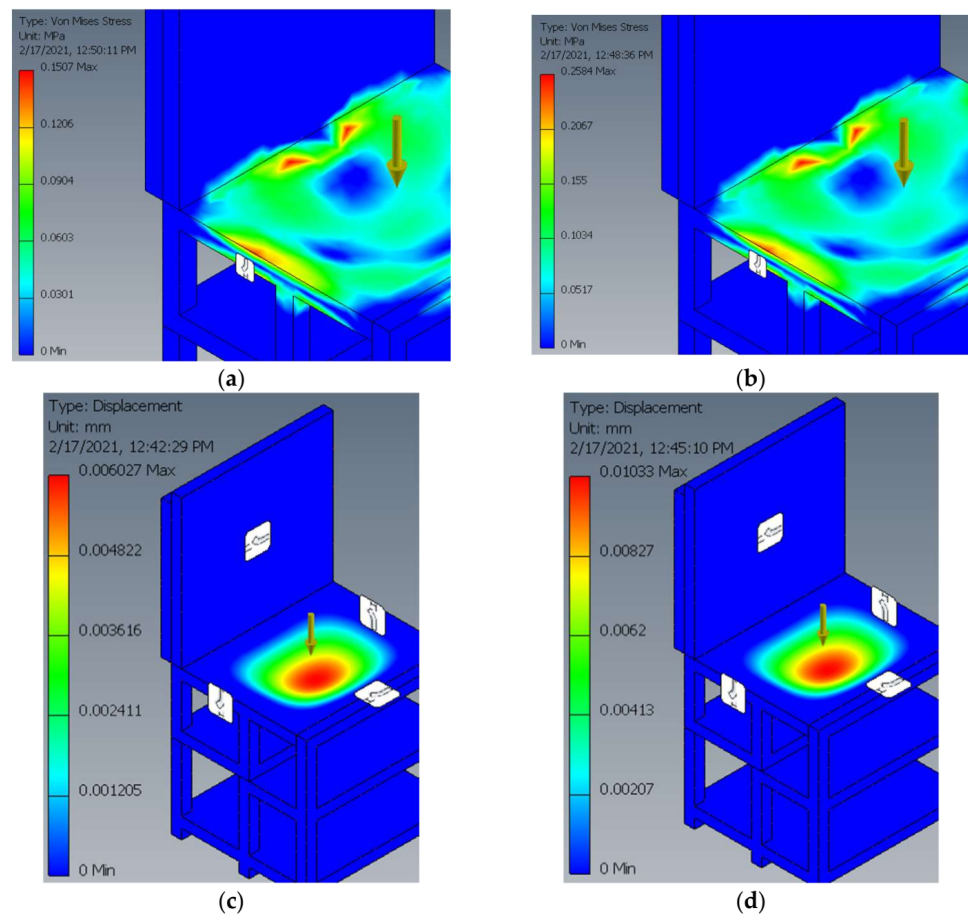 Type: Von Mises Stress
Unit: MPa
2/17/2021, 12:50:11 PM
0.1507 Max
0.1206
0.0904
0.0603
0.0301
0 Min
(a)
Type: Von Mises Stress
Unit: MPa
2/17/2021, 12:48:36 PM
0.2584 Max
0.2067
0.155
0.1034
0.0517
0 Min
(b)
Type: Displacement
Unit: mm
2/17/2021, 12:42:29 PM
0.006027 Max
0.004822
0.003616
0.002411
0.001205
0 Min
(c)
Type: Displacement
Unit: mm
2/17/2021, 12:45:10 PM
0.01033 Max
0.00827
0.0062
0.00413
0.00207
0 Min
(d)